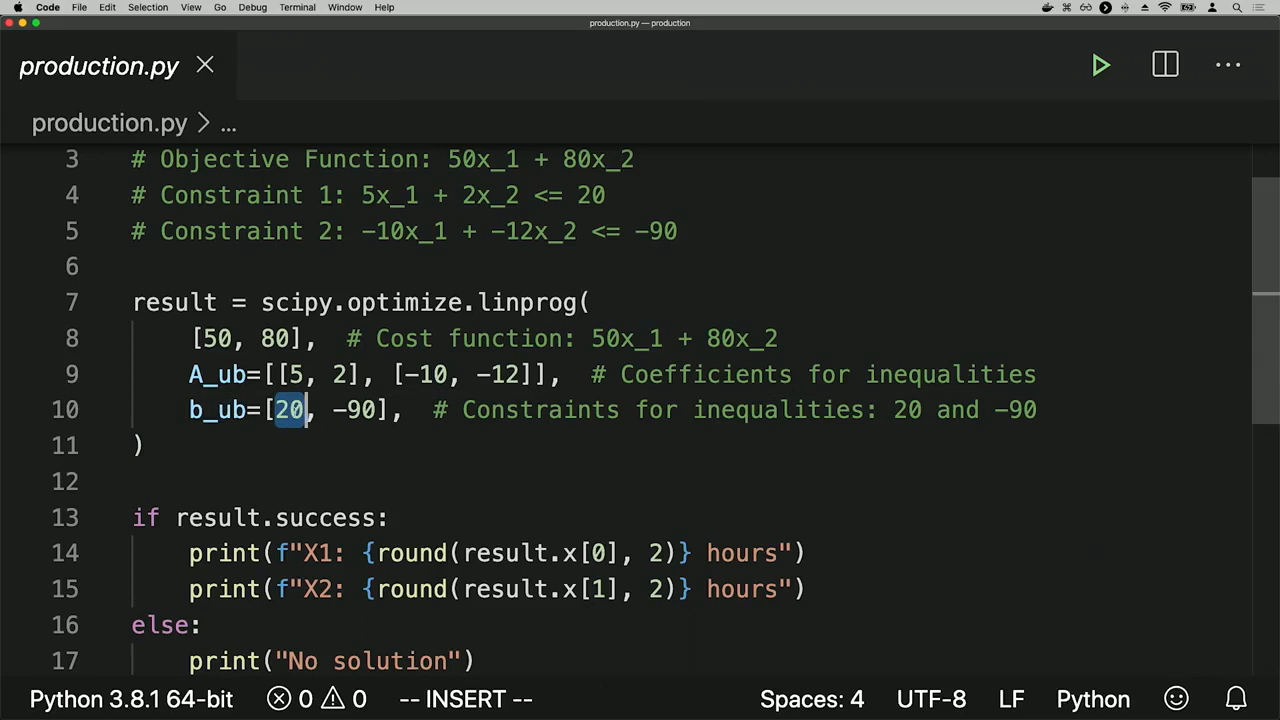 Code File Edit Selection View Go Debug Terminal Window Help
production.py — production
production.py
production.py > ...
3 # Objective Function: 50x_1 + 80x_2
4 # Constraint 1: 5x_1 + 2x_2 <= 20
5 # Constraint 2: -10x_1 + -12x_2 <= -90
6
7 result = scipy.optimize.linprog(
8 [50, 80], # Cost function: 50x_1 + 80x_2
9 A_ub=[[5, 2], [-10, -12]], # Coefficients for inequalities
10 b_ub=[20, -90], # Constraints for inequalities: 20 and -90
11 )
12
13 if result.success:
14 print(f"X1: {round(result.x[0], 2)} hours")
15 print(f"X2: {round(result.x[1], 2)} hours")
16 else:
17 print("No solution")
Python 3.8.1 64-bit 0 0 -- INSERT -- Spaces: 4 UTF-8 LF Python